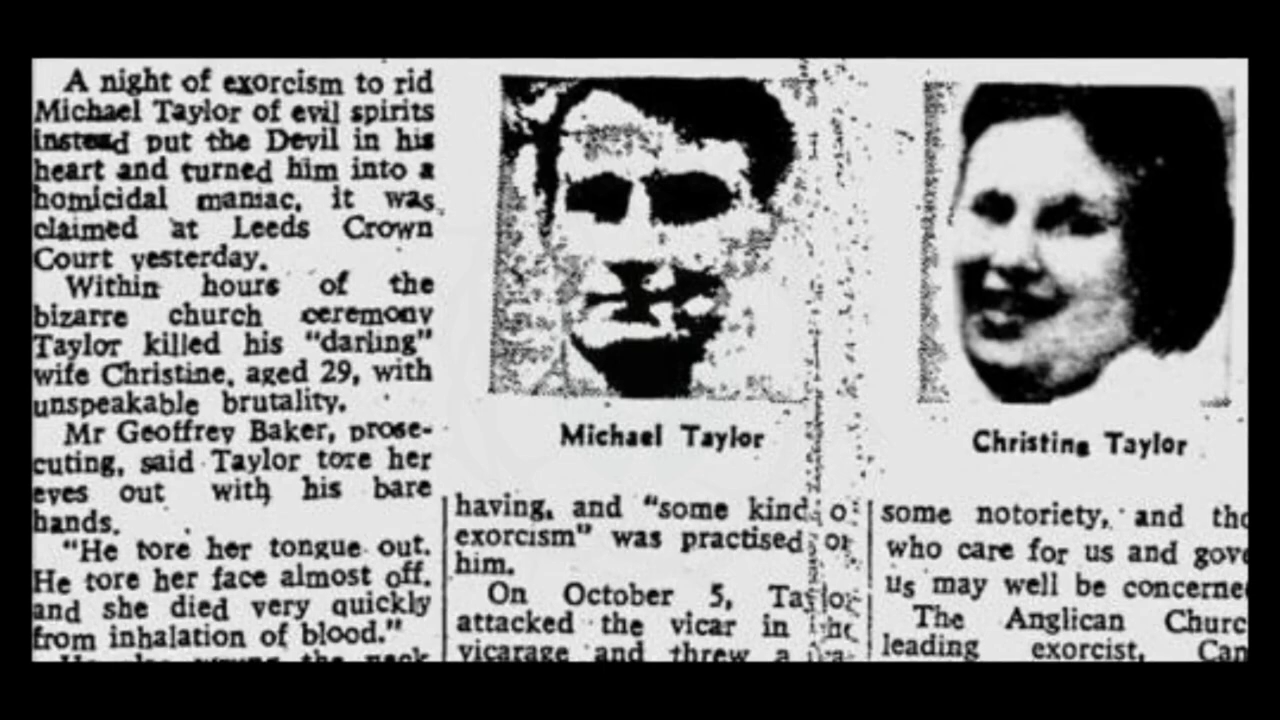 A night of exorcism to rid
Michael Taylor of evil spirits
instead put the Devil in his
heart and turned him into a
homicidal maniac, it was
claimed at Leeds Crown
Court yesterday.
Within hours of the
bizarre church ceremony
Taylor killed his "darling"
wife Christine, aged 29, with
unspeakable brutality.
Mr Geoffrey Baker, prose-
cuting, said Taylor tore her
eyes out with his bare
hands.
"He tore her tongue out.
He tore her face almost off,
and she died very quickly
from inhalation of blood."
Michael Taylor
having, and "some kind
exorcism" was practised
him.
On October 5, Taylor
attacked the vicar in the
vicarage and threw a
Christine Taylor
some notoriety, and
who care for us and
us may well be
The Anglican
leading exorcist,